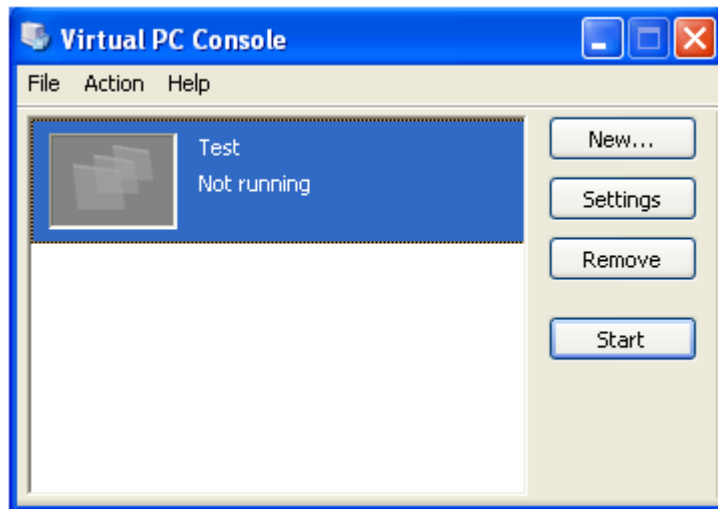 Virtual PC Console
File Action Help
Test
Not running
New...
Settings
Remove
Start